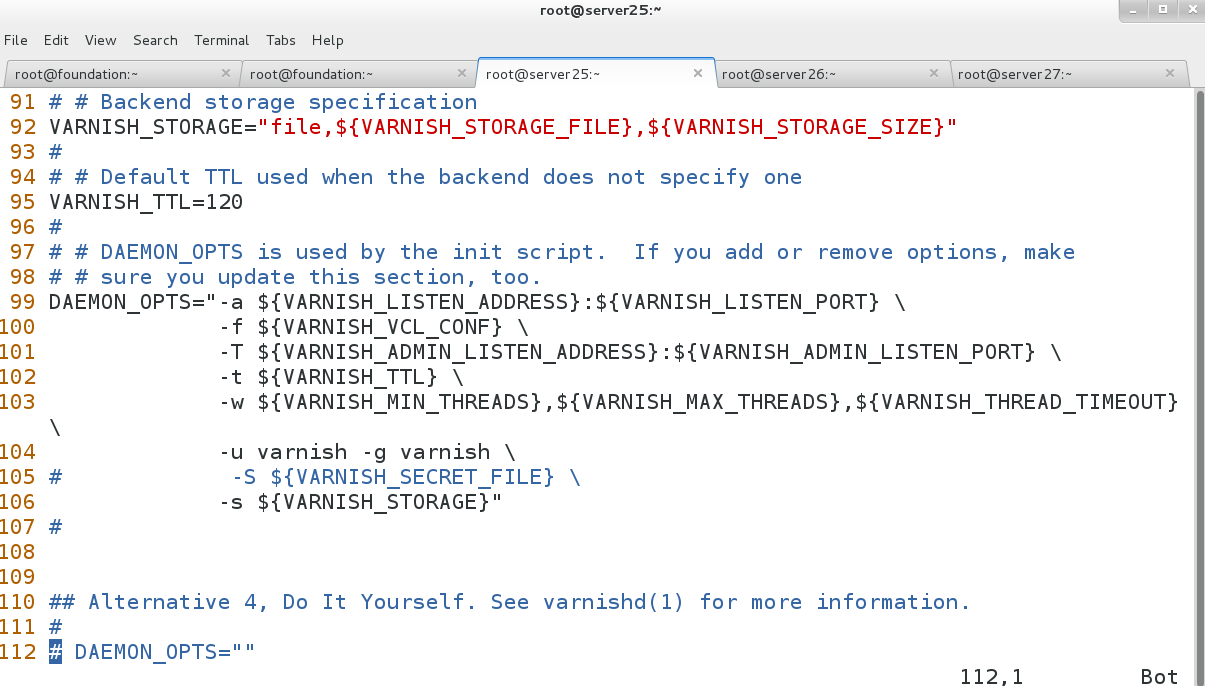 root@server25:~
File Edit View Search Terminal Tabs Help
root@foundation:~ × root@foundation:~ × root@server25:~ × root@server26:~ × root@server27:~ ×
91 # # Backend storage specification
92 VARNISH_STORAGE="file,${VARNISH_STORAGE_FILE},${VARNISH_STORAGE_SIZE}"
93 #
94 # # Default TTL used when the backend does not specify one
95 VARNISH_TTL=120
96 #
97 # # DAEMON_OPTS is used by the init script.  If you add or remove options, make
98 # # sure you update this section, too.
99 DAEMON_OPTS="-a ${VARNISH_LISTEN_ADDRESS}:${VARNISH_LISTEN_PORT} \
100              -f ${VARNISH_VCL_CONF} \
101              -T ${VARNISH_ADMIN_LISTEN_ADDRESS}:${VARNISH_ADMIN_LISTEN_PORT} \
102              -t ${VARNISH_TTL} \
103              -w ${VARNISH_MIN_THREADS},${VARNISH_MAX_THREADS},${VARNISH_THREAD_TIMEOUT}
\
104              -u varnish -g varnish \
105 #             -S ${VARNISH_SECRET_FILE} \
106              -s ${VARNISH_STORAGE}"
107 #
108
109
110 ## Alternative 4, Do It Yourself. See varnishd(1) for more information.
111 #
112 # DAEMON_OPTS=""
112,1 Bot